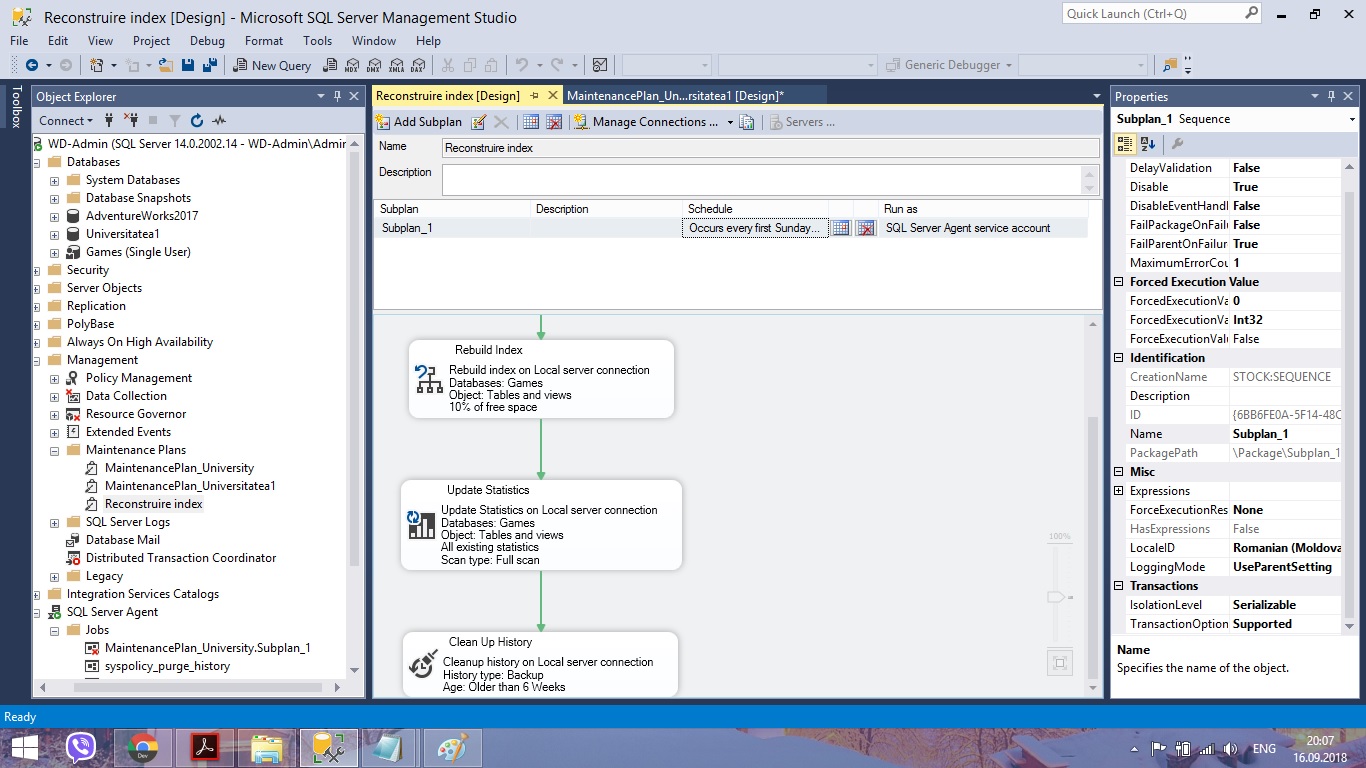 Reconstruire index [Design] - Microsoft SQL Server Management Studio
Quick Launch (Ctrl+Q)
File Edit View Project Debug Format Tools Window Help
New Query
MDX DMX XMLA DAX
Generic Debugger
Toolbox
Object Explorer
Connect
WD-Admin (SQL Server 14.0.2002.14 - WD-Admin\Admir
Databases
System Databases
Database Snapshots
AdventureWorks2017
Universitatea1
Games (Single User)
Security
Server Objects
Replication
PolyBase
Always On High Availability
Management
Policy Management
Data Collection
Resource Governor
Extended Events
Maintenance Plans
MaintenancePlan_University
MaintenancePlan_Universitatea1
Reconstruire index
SQL Server Logs
Database Mail
Distributed Transaction Coordinator
Legacy
Integration Services Catalogs
SQL Server Agent
Jobs
MaintenancePlan_University.Subplan_1
syspolicy_purge_history
Reconstruire index [Design]
MaintenancePlan_Un...rsitatea1 [Design]*
Add Subplan
Manage Connections ...
Servers ...
Name Reconstruire index
Description
Subplan Description Schedule Run as
Subplan_1 Occurs every first Sunday... SQL Server Agent service account
Rebuild Index
Rebuild index on Local server connection
Databases: Games
Object: Tables and views
10% of free space
Update Statistics
Update Statistics on Local server connection
Databases: Games
Object: Tables and views
All existing statistics
Scan type: Full scan
Clean Up History
Cleanup history on Local server connection
History type: Backup
Age: Older than 6 Weeks
100%
Properties
Subplan_1 Sequence
DelayValidation False
Disable True
DisableEventHandl False
FailPackageOnFailu False
FailParentOnFailur True
MaximumErrorCou 1
Forced Execution Value
ForcedExecutionVa 0
ForcedExecutionVa Int32
ForceExecutionValu False
Identification
CreationName STOCK:SEQUENCE
Description
ID {6BB6FE0A-5F14-48C
Name Subplan_1
PackagePath \Package\Subplan_1
Misc
Expressions
ForceExecutionRes None
HasExpressions False
LocaleID Romanian (Moldova
LoggingMode UseParentSetting
Transactions
IsolationLevel Serializable
TransactionOption Supported
Name
Specifies the name of the object.
Ready
Dev
ENG
20:07
16.09.2018